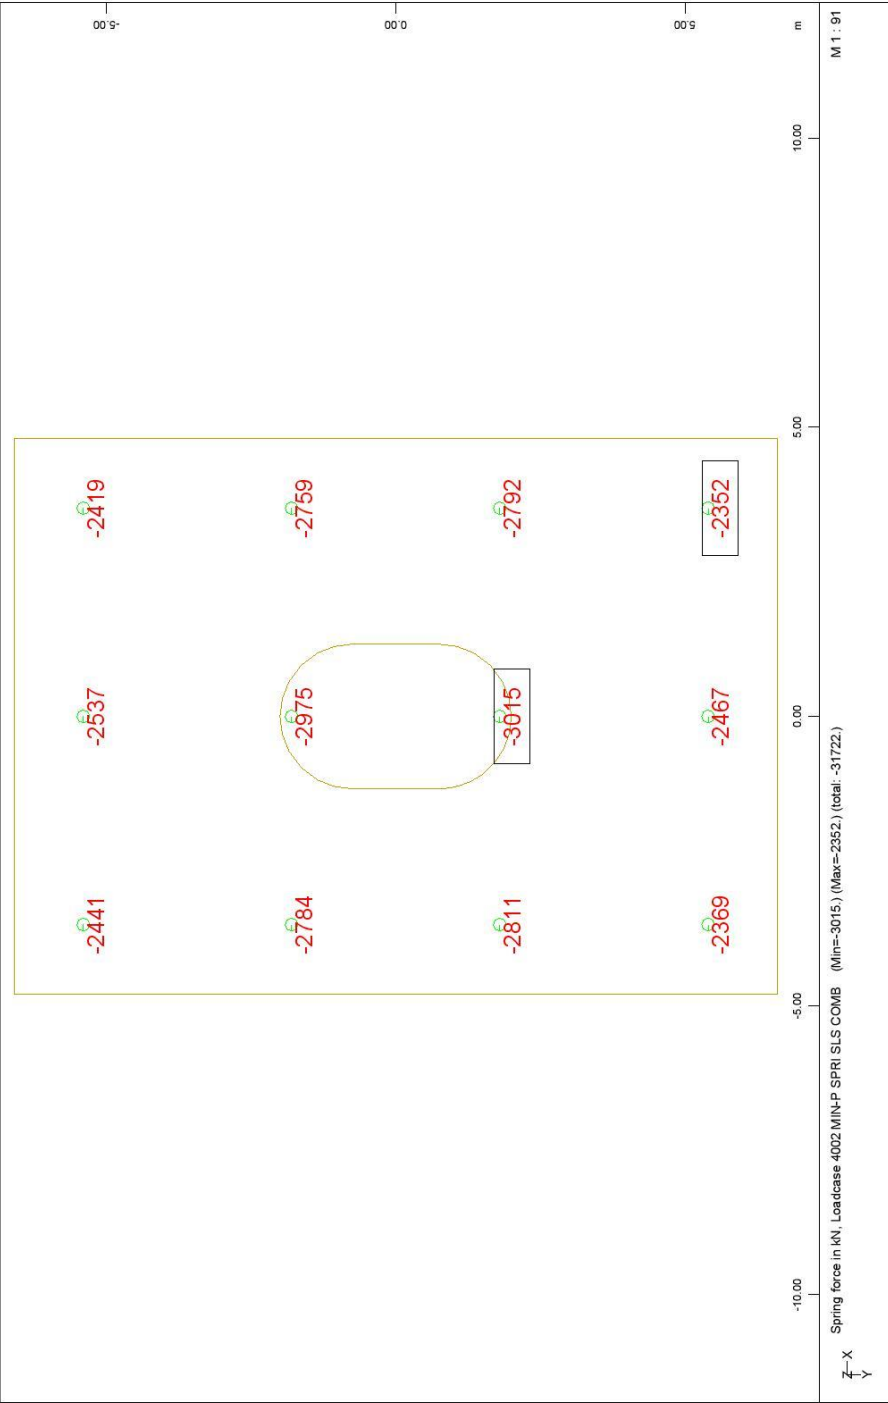 -2441 -2537 -2419 -5.00
-2784 -2975 -2759
0.00
-2811 -3015 -2792
5.00
-2369 -2467 -2352
-10.00 -5.00 0.00 5.00 10.00 m
Z X Spring force in kN, Loadcase 4002 MIN-P SPRI SLS COMB (Min=-3015.) (Max=-2352.) (total: -31722.) M 1 : 91
Y